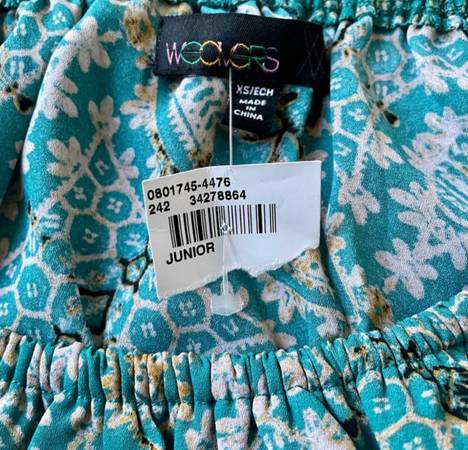 WEAVERS
XS/ECH
MADE IN
CHINA
0801745-4476
242 34278864
JUNIOR